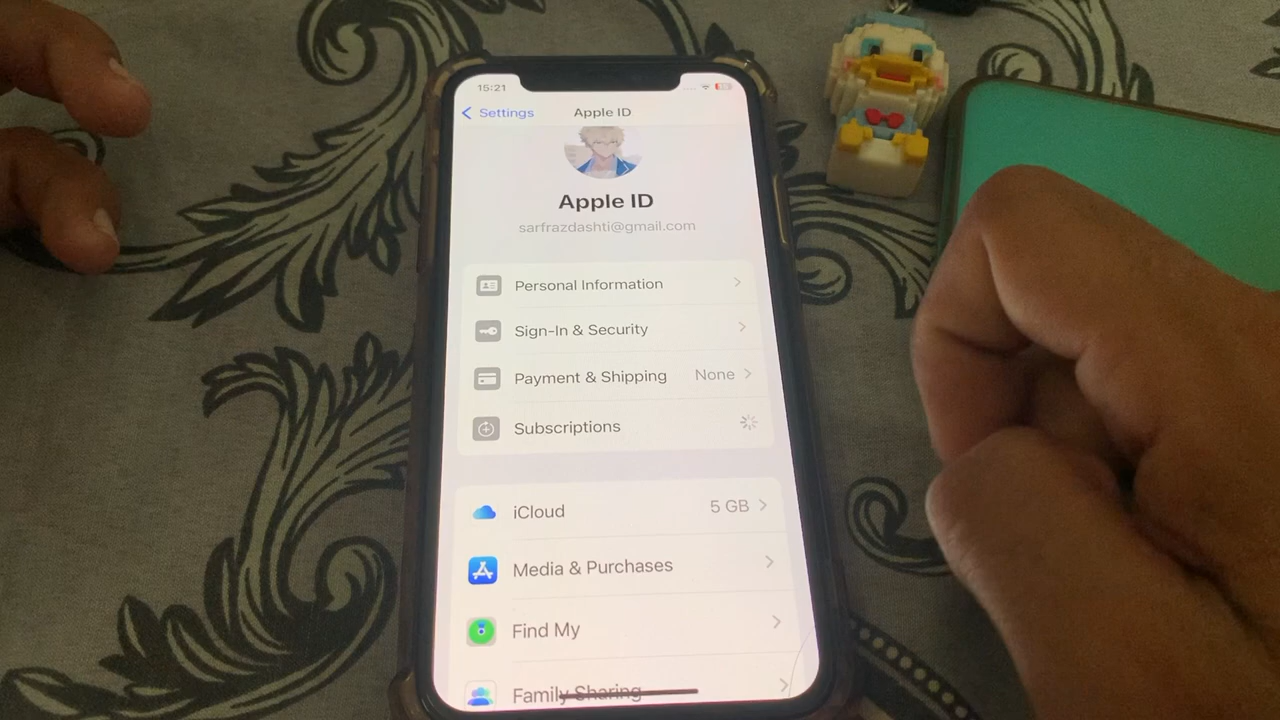 15:21
Settings
Apple ID
Apple ID
sarfrazdashti@gmail.com
Personal Information
Sign-In & Security
Payment & Shipping None
Subscriptions
iCloud 5 GB
Media & Purchases
Find My
Family Sharing